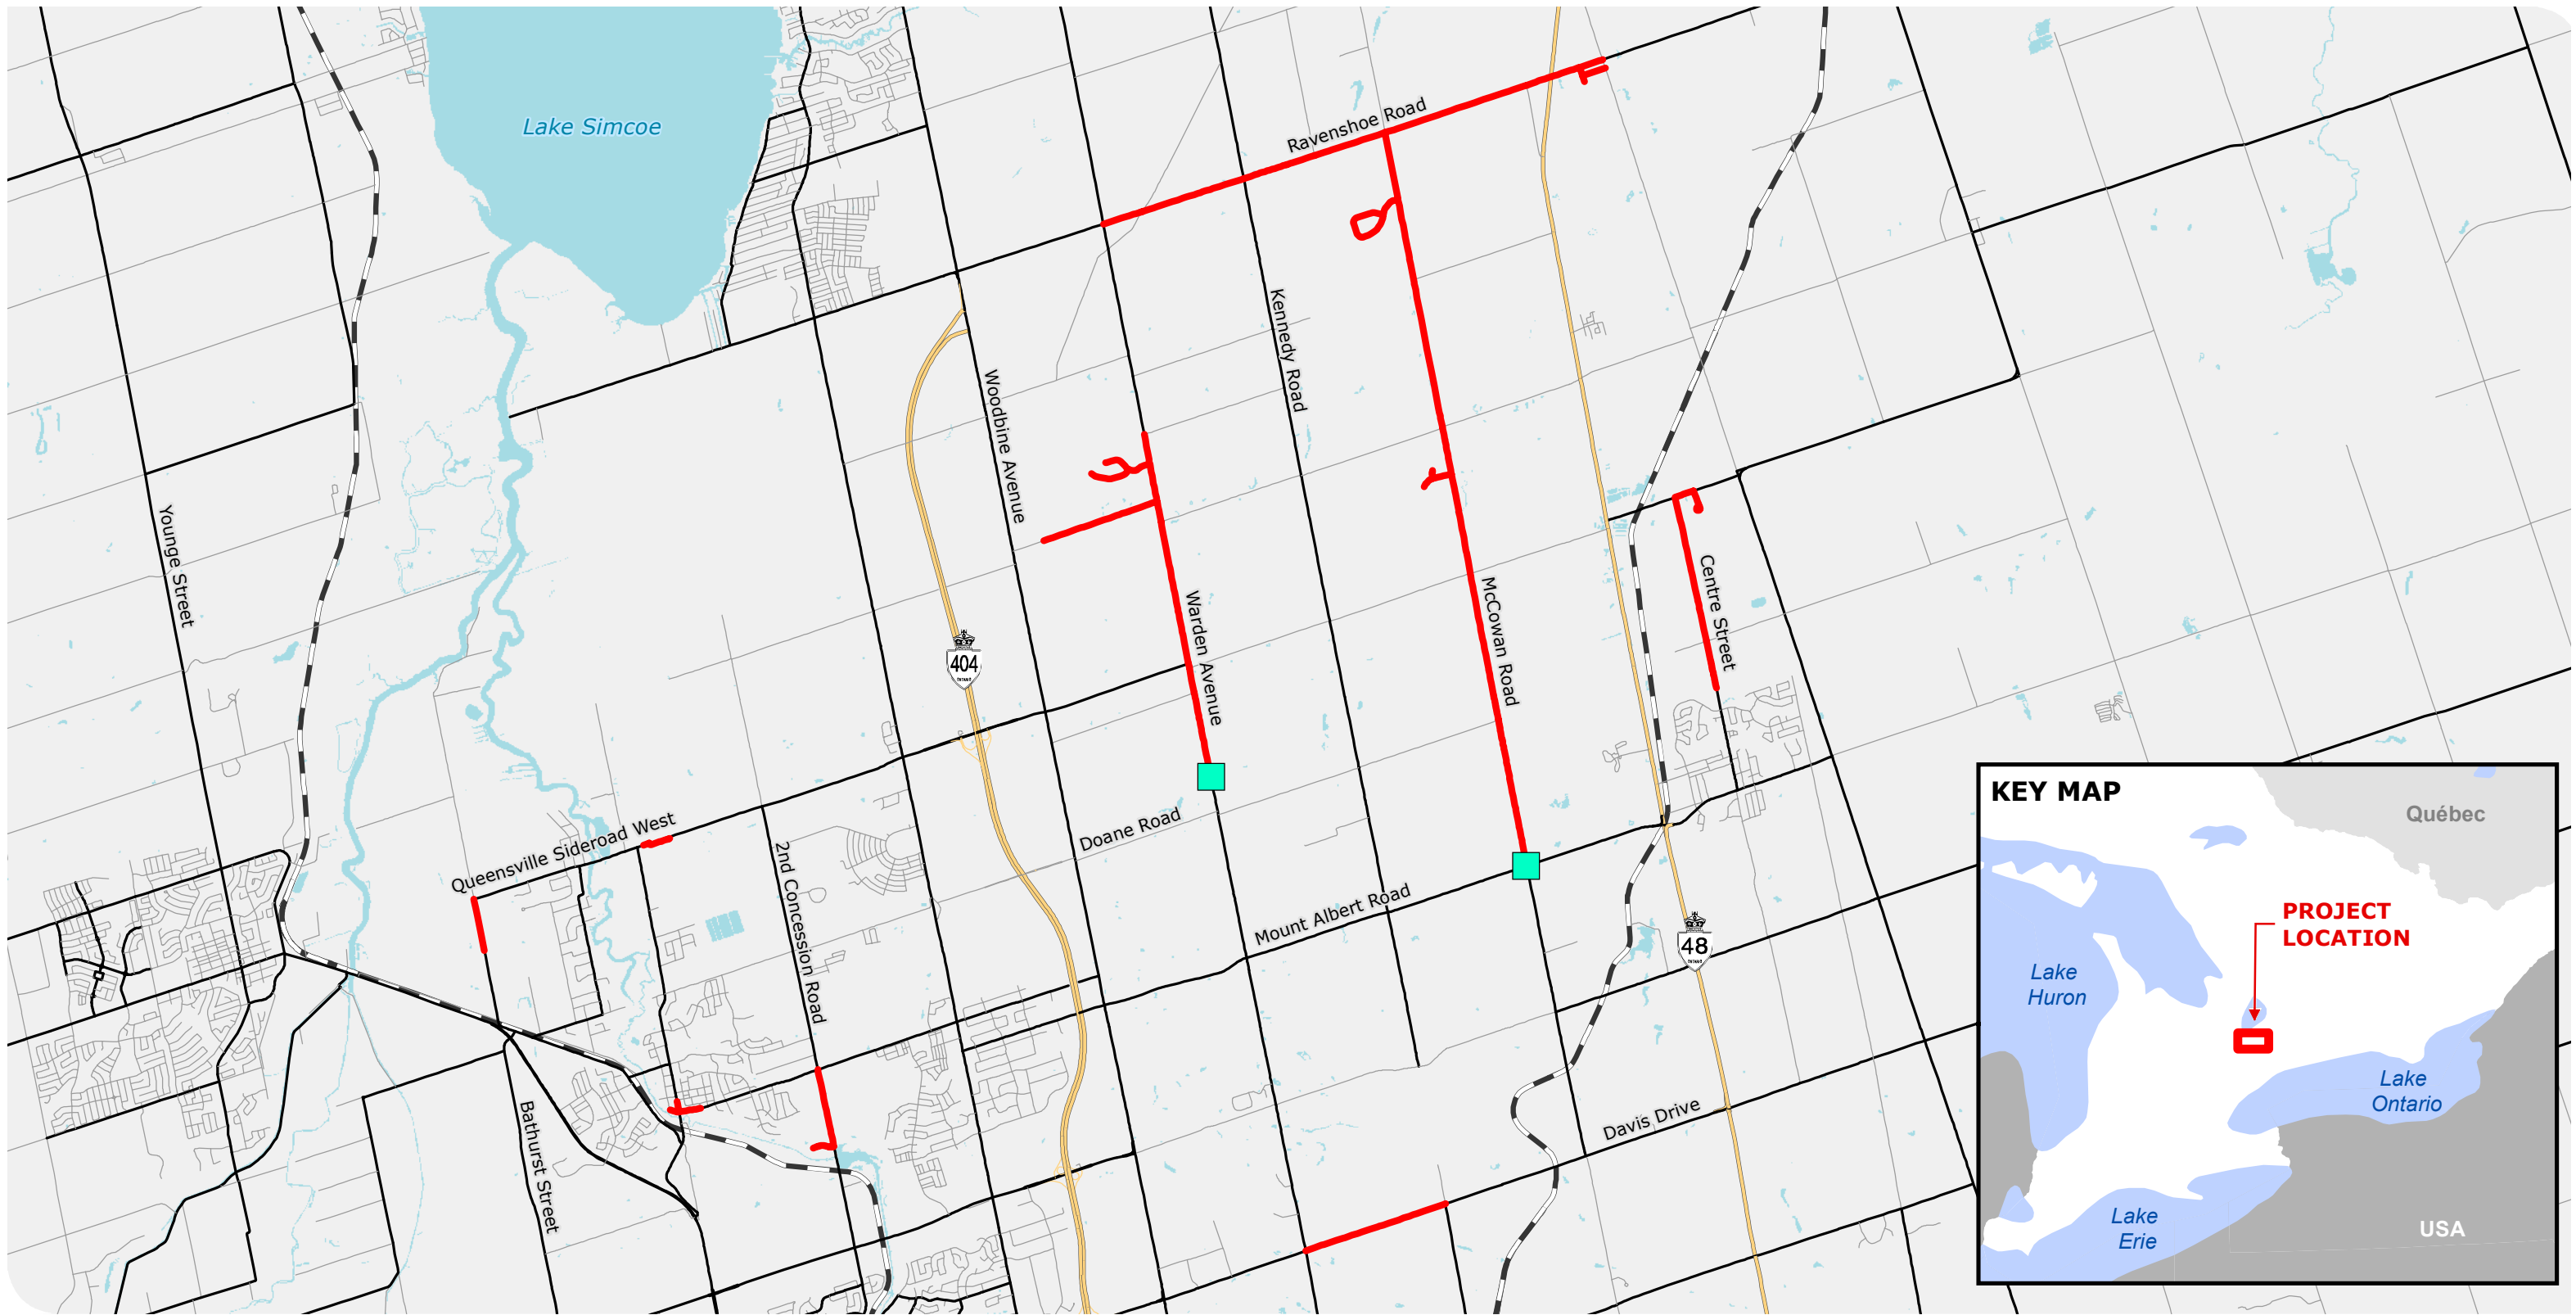 Lake Simcoe
Ravenshoe Road
Kennedy Road
Woodbine Avenue
Younge Street
Centre Street
McCowan Road
Warden Avenue
404
Doane Road
Queensville Sideroad West
2nd Concession Road
Mount Albert Road
48
Bathurst Street
Davis Drive
KEY MAP
Québec
PROJECT
LOCATION
Lake
Huron
Lake
Ontario
Lake
Erie
USA